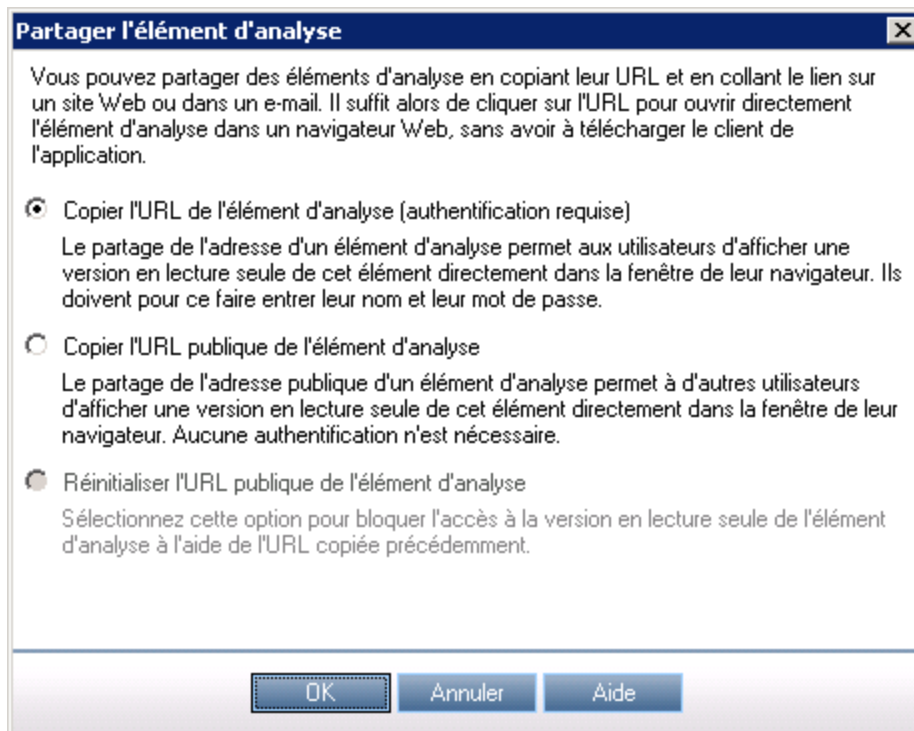 Partager l'élément d'analyse
Vous pouvez partager des éléments d'analyse en copiant leur URL et en collant le lien sur
un site Web ou dans un e-mail. Il suffit alors de cliquer sur l'URL pour ouvrir directement
l'élément d'analyse dans un navigateur Web, sans avoir à télécharger le client de
l'application.
Copier l'URL de l'élément d'analyse (authentification requise)
Le partage de l'adresse d'un élément d'analyse permet aux utilisateurs d'afficher une
version en lecture seule de cet élément directement dans la fenêtre de leur navigateur. Ils
doivent pour ce faire entrer leur nom et leur mot de passe.
Copier l'URL publique de l'élément d'analyse
Le partage de l'adresse publique d'un élément d'analyse permet à d'autres utilisateurs
d'afficher une version en lecture seule de cet élément directement dans la fenêtre de leur
navigateur. Aucune authentification n'est nécessaire.
Réinitialiser l'URL publique de l'élément d'analyse
Sélectionnez cette option pour bloquer l'accès à la version en lecture seule de l'élément
d'analyse à l'aide de l'URL copiée précédemment.
OK Annuler Aide